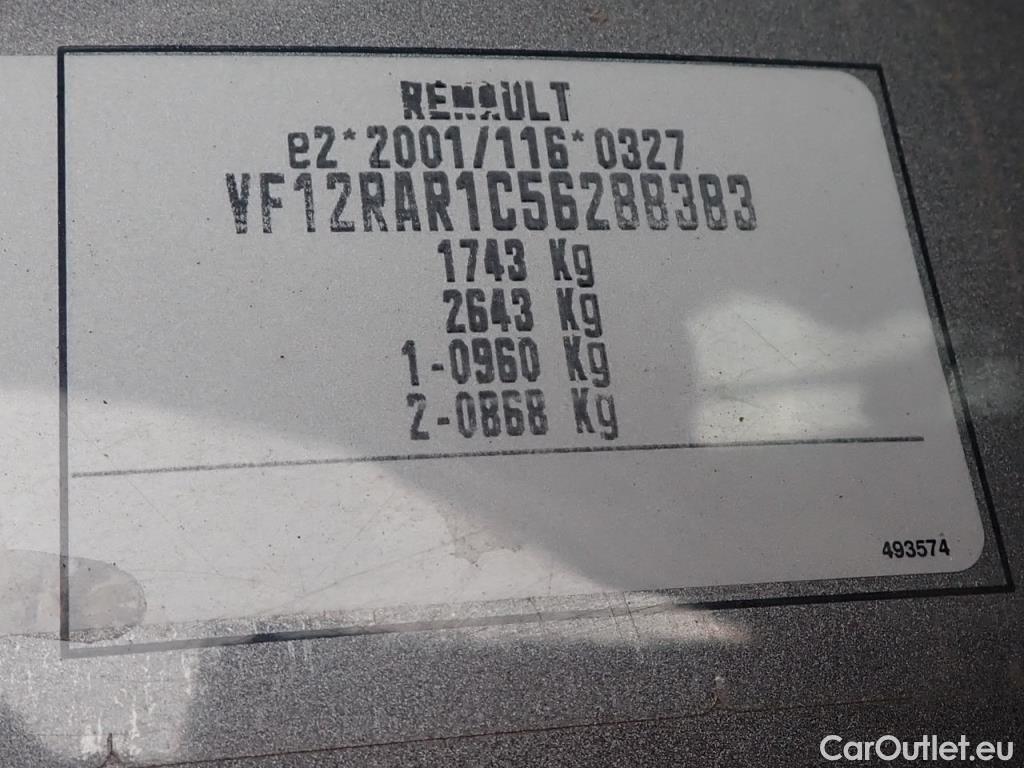 RENAULT
e2*2001/116*0327
VF12RAR1C56288383
1743 Kg
2643 Kg
1-0960 Kg
2-0868 Kg
493574
CarOutlet.eu